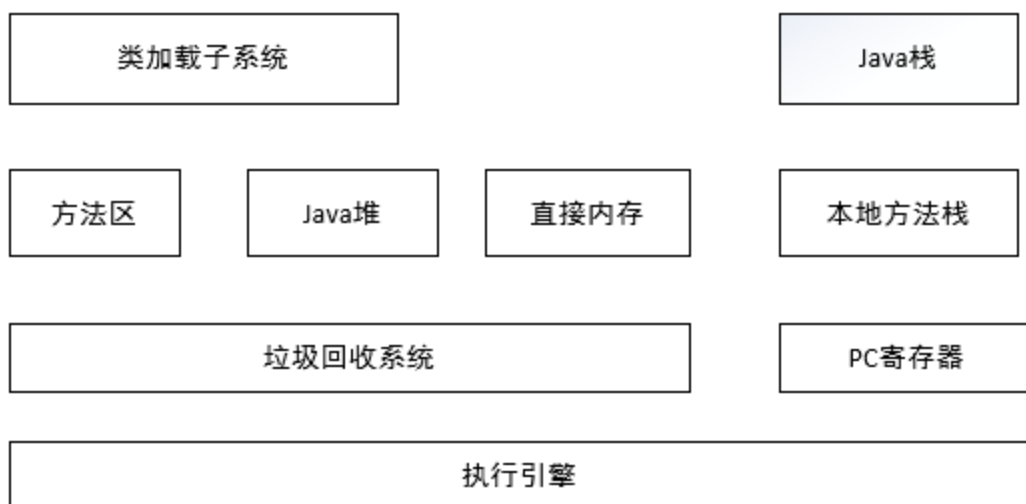 类加载子系统
Java栈
方法区
Java堆
直接内存
本地方法栈
垃圾回收系统
PC寄存器
执行引擎